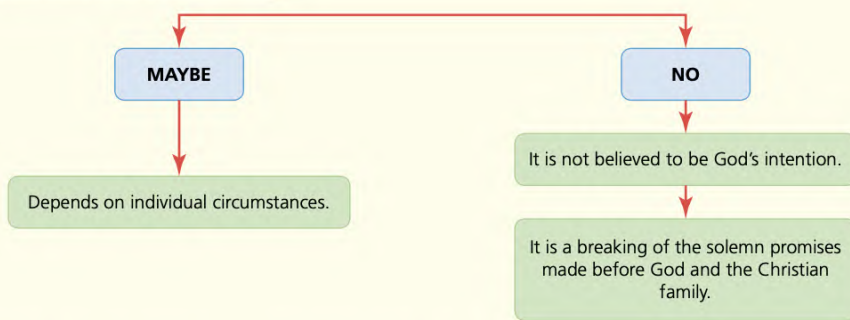 MAYBE
NO
It is not believed to be God's intention.
Depends on individual circumstances.
It is a breaking of the solemn promises
made before God and the Christian
family.